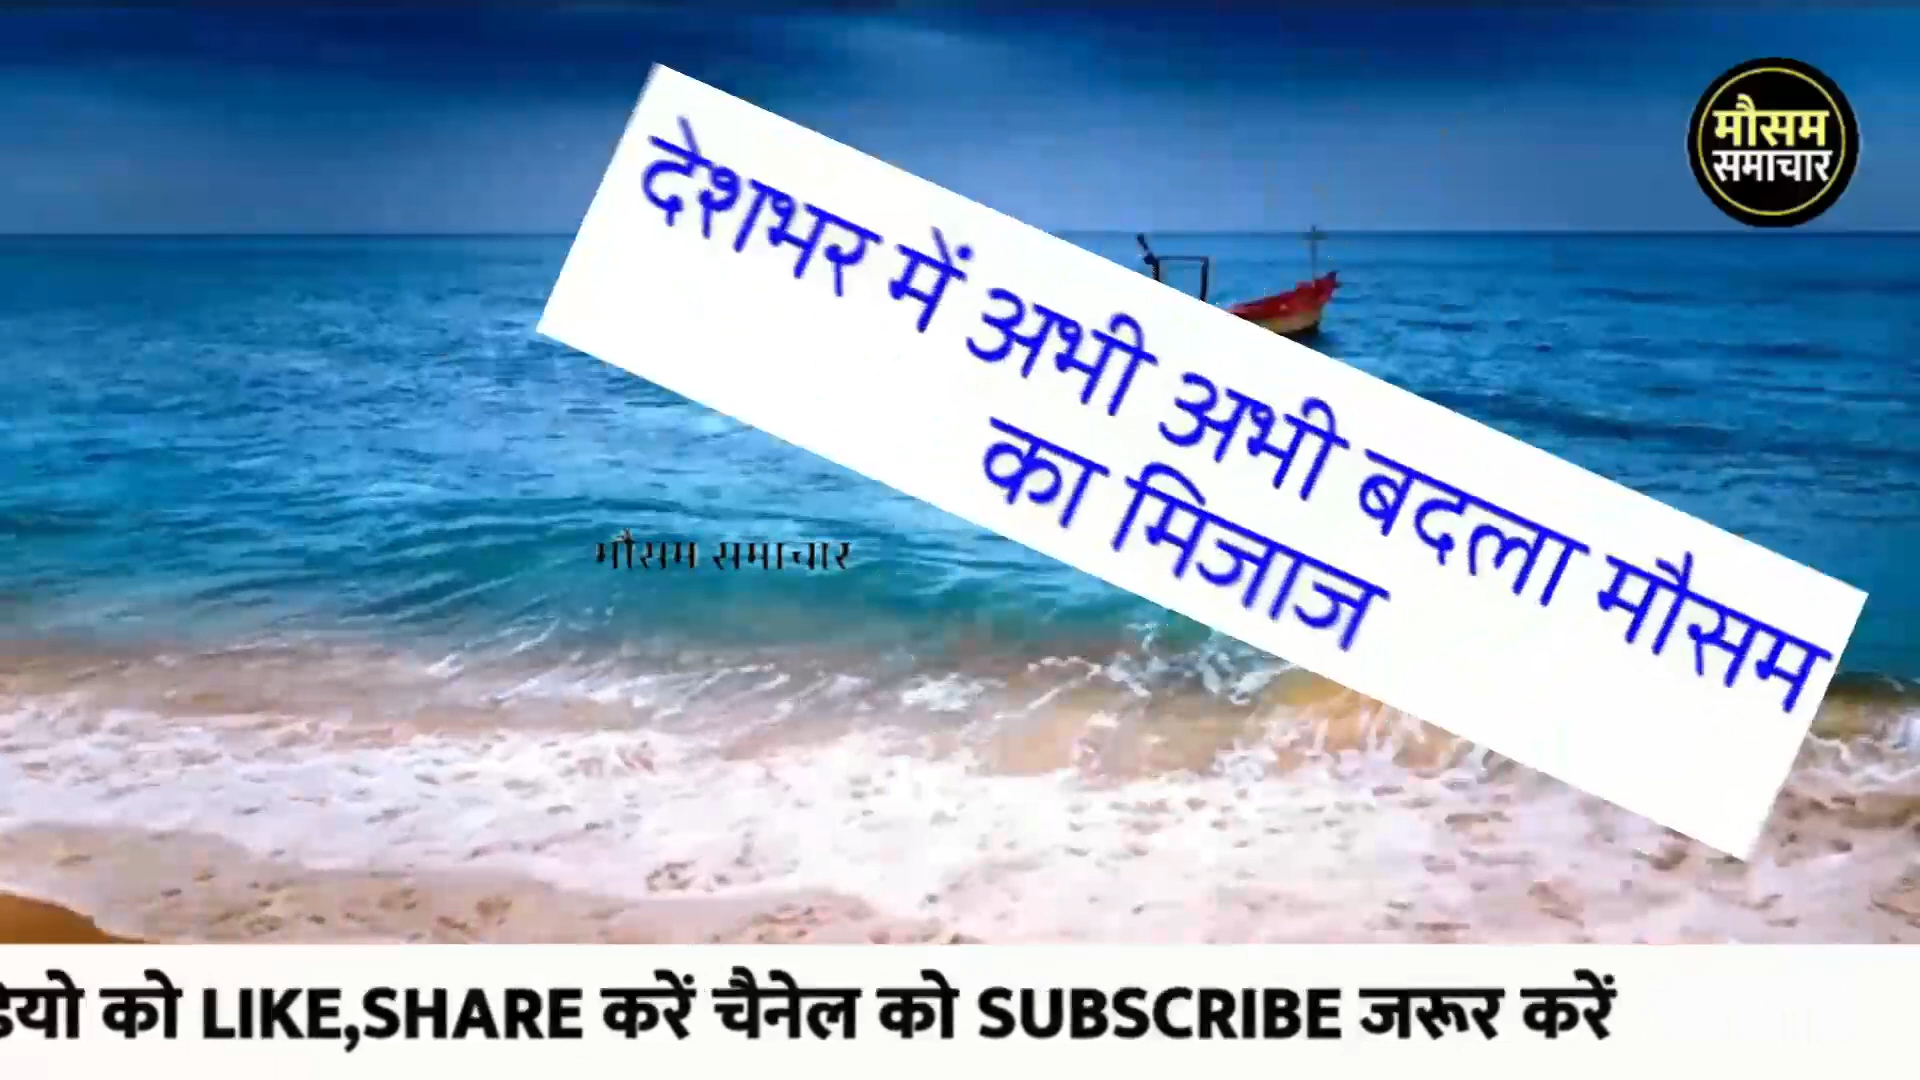 मौसम
समाचार
देशभर में अभी अभी बदला मौसम
का मिजाज
मौसम समाचार
को LIKE,SHARE करें चैनेल को SUBSCRIBE जरूर करें